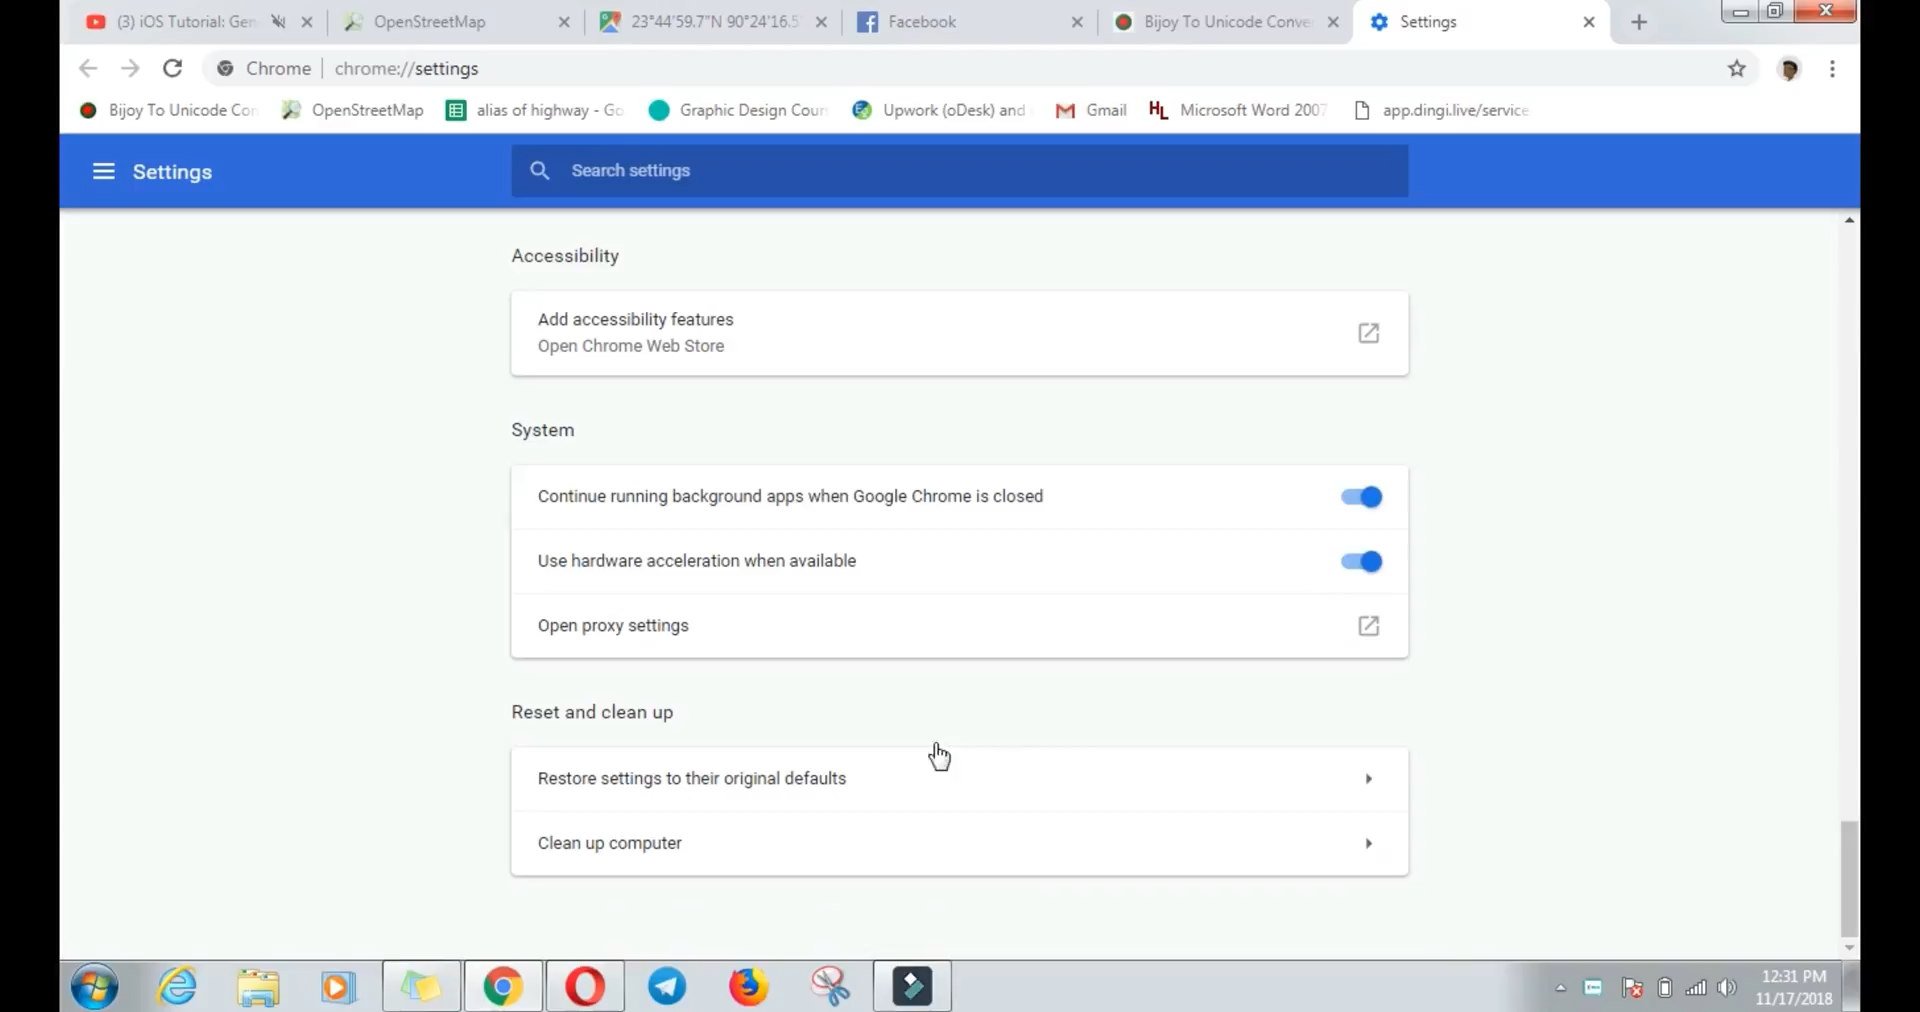 (3) iOS Tutorial: Gen
OpenStreetMap
23°44'59.7"N 90°24'16.5
Facebook
Bijoy To Unicode Conve
Settings
Chrome
chrome://settings
Bijoy To Unicode Con
OpenStreetMap
alias of highway - Go
Graphic Design Cour
Upwork (oDesk) and
Gmail
HL
Microsoft Word 2007
app.dingi.live/service
Settings
Search settings
Accessibility
Add accessibility features
Open Chrome Web Store
System
Continue running background apps when Google Chrome is closed
Use hardware acceleration when available
Open proxy settings
Reset and clean up
Restore settings to their original defaults
Clean up computer
12:31 PM
11/17/2018